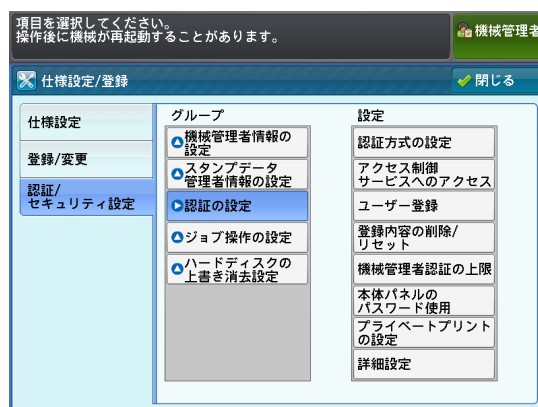 項目を選択してください。
操作後に機械が再起動することがあります。
機械管理者
仕様設定/登録
閉じる
仕様設定
登録/変更
認証/
セキュリティ設定
グループ
機械管理者情報の
設定
スタンプデータ
管理者情報の設定
認証の設定
ジョブ操作の設定
ハードディスクの
上書き消去設定
設定
認証方式の設定
アクセス制御
サービスへのアクセス
ユーザー登録
登録内容の削除/
リセット
機械管理者認証の上限
本体パネルの
パスワード使用
プライベートプリント
の設定
詳細設定